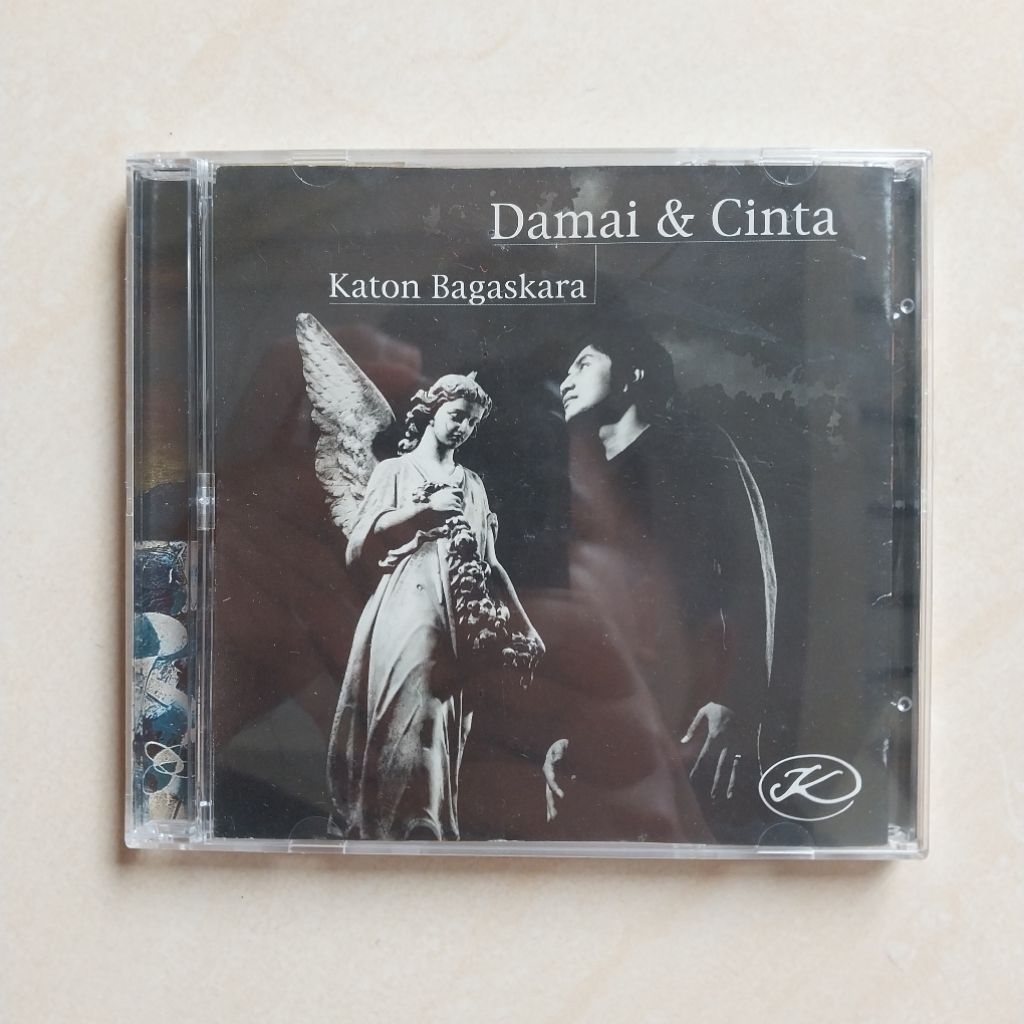 Damai & Cinta
Katon Bagaskara
K